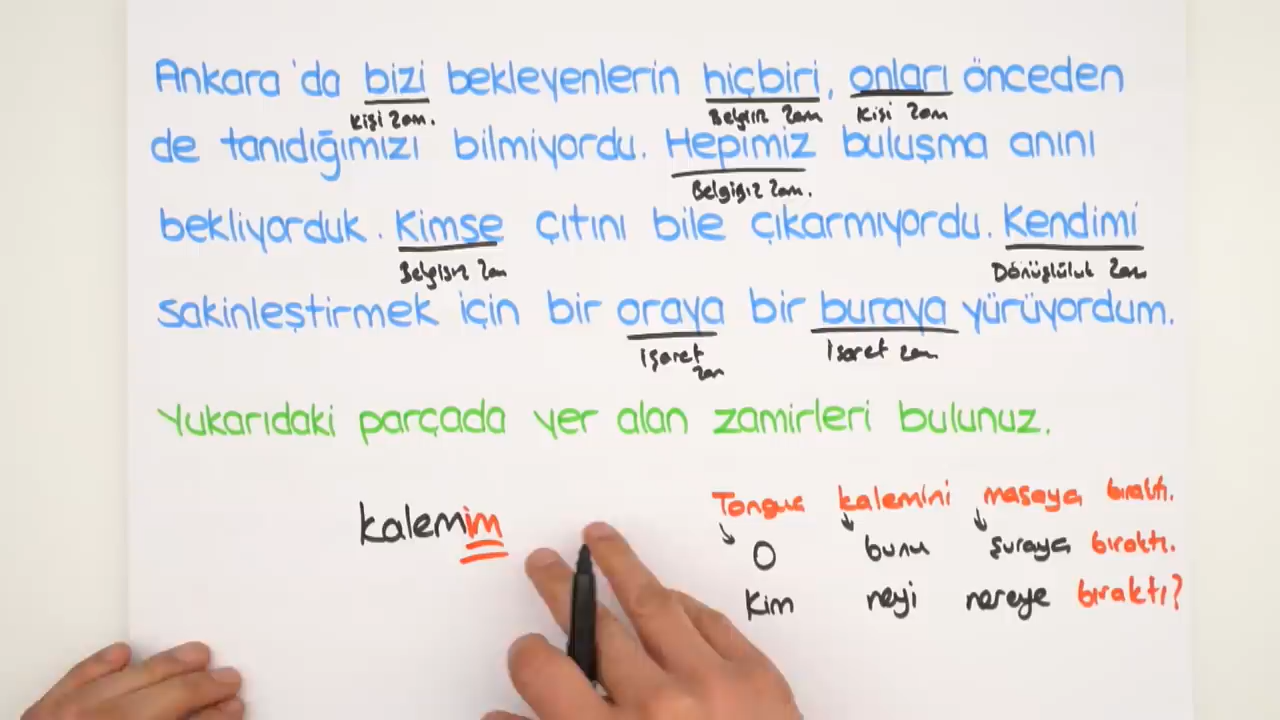 Ankara'da bizi bekleyenlerin hiçbiri, onları önceden
Kişi Zam. Belgisiz Zam Kişi Zam
de tanıdığımızı bilmiyordu. Hepimiz buluşma anını
Belgisiz Zam.
bekliyorduk. Kimse çıtını bile çıkarmıyordu. Kendimi
Belgisiz Zam Dönüşlülük Zam
sakinleştirmek için bir oraya bir buraya yürüyordum.
İşaret zam İşaret zam
Yukarıdaki parçada yer alan zamirleri bulunuz.
Tonguç kalemini masaya bıraktı.
kalemim
O bunu şuraya bıraktı.
Kim neyi nereye bıraktı?